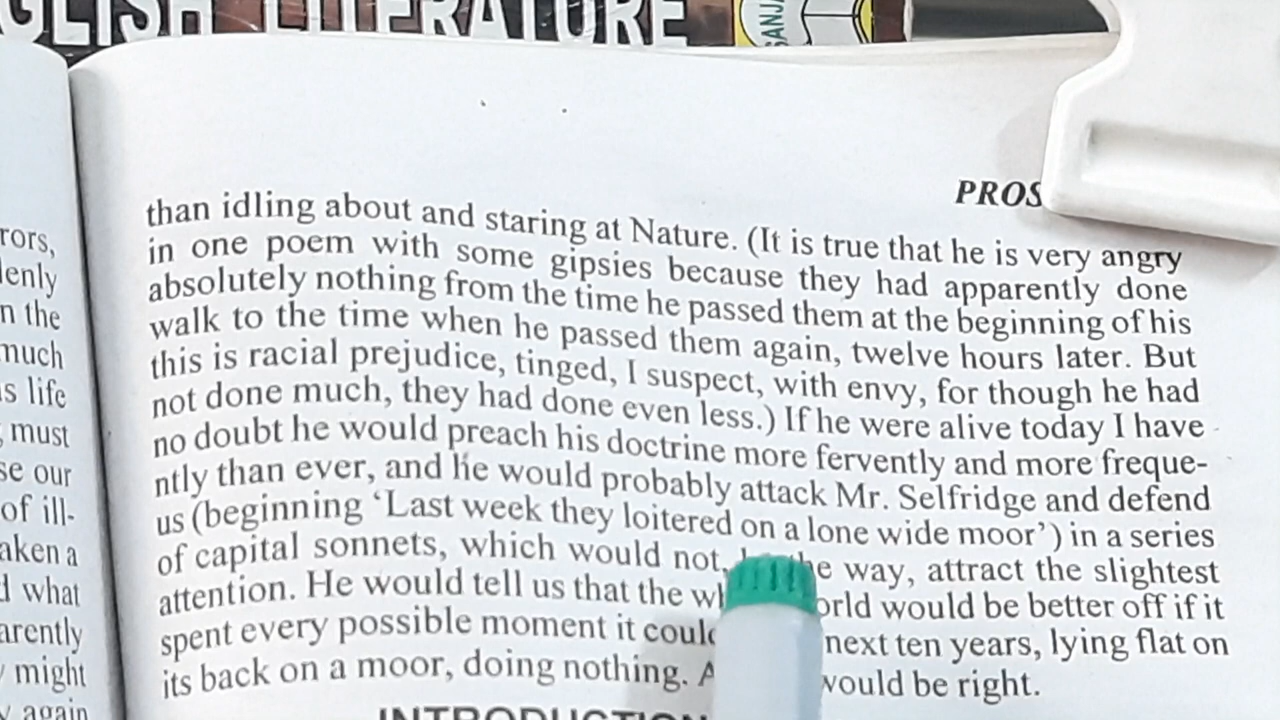 GLISH LITERATURE
SANJA
PROS
rors,
lenly
n the
much
s life
; must
se our
of ill-
aken a
d what
arently
might
again
than idling about and staring at Nature. (It is true that he is very angry
in one poem with some gipsies because they had apparently done
absolutely nothing from the time he passed them at the beginning of his
walk to the time when he passed them again, twelve hours later. But
this is racial prejudice, tinged, I suspect, with envy, for though he had
not done much, they had done even less.) If he were alive today I have
no doubt he would preach his doctrine more fervently and more freque-
ntly than ever, and he would probably attack Mr. Selfridge and defend
us (beginning ‘Last week they loitered on a lone wide moor’) in a series
of capital sonnets, which would not, the way, attract the slightest
attention. He would tell us that the wh orld would be better off if it
spent every possible moment it could next ten years, lying flat on
its back on a moor, doing nothing. A would be right.
INTRODUCTION